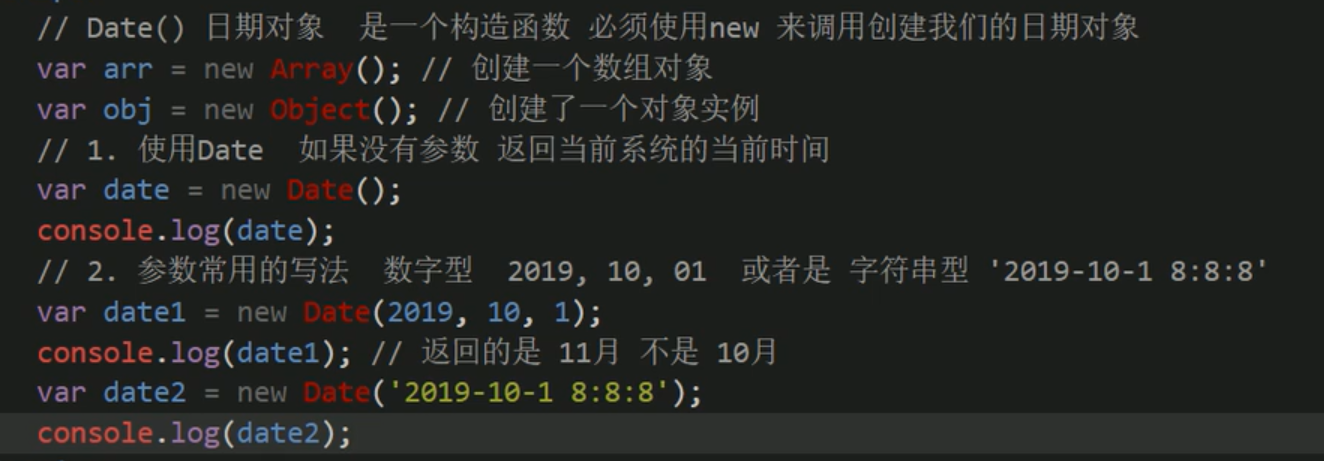 // Date() 日期对象 是一个构造函数 必须使用new 来调用创建我们的日期对象
var arr = new Array(); // 创建一个数组对象
var obj = new Object(); // 创建了一个对象实例
// 1. 使用Date 如果没有参数 返回当前系统的当前时间
var date = new Date();
console.log(date);
// 2. 参数常用的写法 数字型 2019, 10, 01 或者是 字符串型 '2019-10-1 8:8:8'
var date1 = new Date(2019, 10, 1);
console.log(date1); // 返回的是 11月 不是 10月
var date2 = new Date('2019-10-1 8:8:8');
console.log(date2);